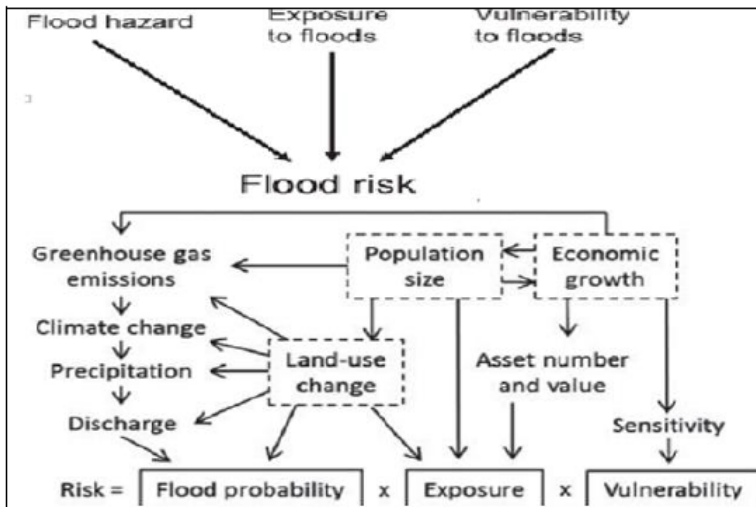 Flood hazard
Exposure
to floods
Vulnerability
to floods
Flood risk
Greenhouse gas
emissions
Population
size
Economic
growth
Climate change
Precipitation
Land-use
change
Asset number
and value
Discharge
Sensitivity
Risk = Flood probability x Exposure x Vulnerability